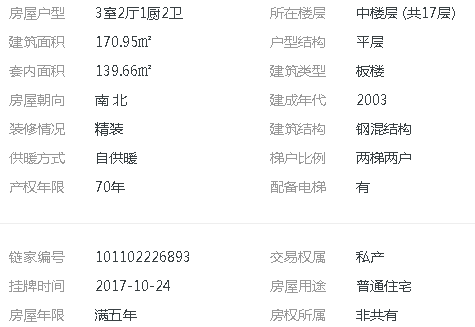 房屋户型 3室2厅1厨2卫 所在楼层 中楼层 (共17层)
建筑面积 170.95㎡ 户型结构 平层
套内面积 139.66㎡ 建筑类型 板楼
房屋朝向 南 北 建成年代 2003
装修情况 精装 建筑结构 钢混结构
供暖方式 自供暖 梯户比例 两梯两户
产权年限 70年 配备电梯 有
链家编号 101102226893 交易权属 私产
挂牌时间 2017-10-24 房屋用途 普通住宅
房屋年限 满五年 房权所属 非共有